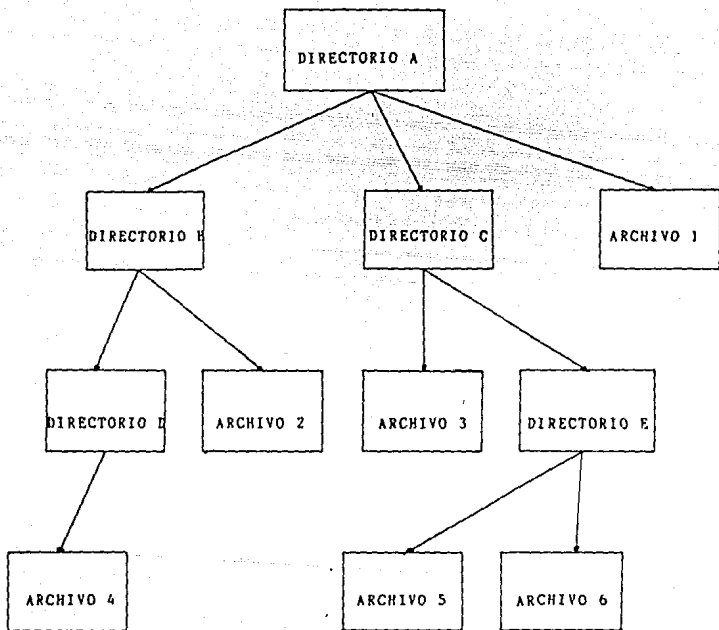 DIRECTORIO A
DIRECTORIO
DIRECTORIO C
ARCHIVO 1
DIRECTORIO D
ARCHIVO 2
ARCHIVO 3
DIRECTORIO E
ARCHIVO 4
ARCHIVO 5
ARCHIVO 6